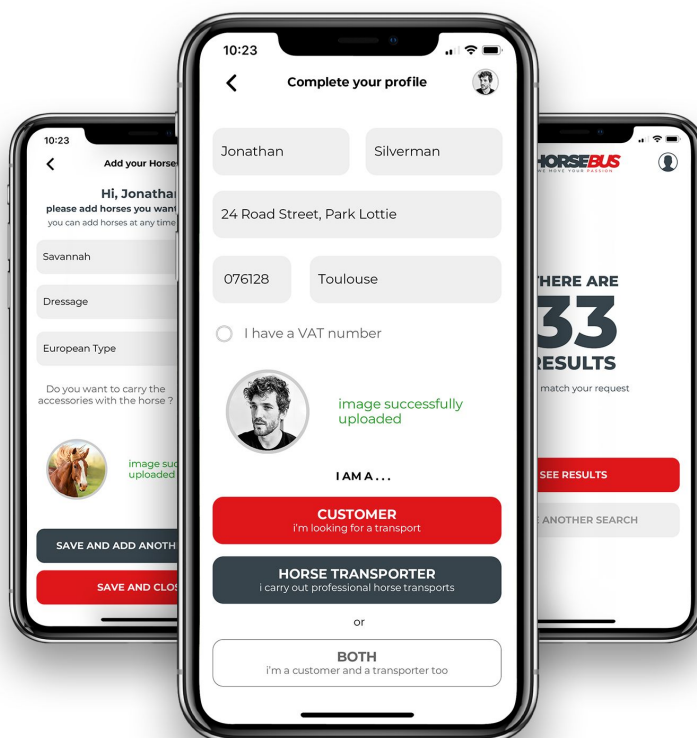 10:23
Add your Horse
Hi, Jonathan
please add horses you want
you can add horses at any time
Savannah
Dressage
European Type
Do you want to carry the
accessories with the horse ?
image suc
uploaded
SAVE AND ADD ANOTH
SAVE AND CLOS
10:23
Complete your profile
Jonathan
Silverman
24 Road Street, Park Lottie
076128
Toulouse
I have a VAT number
image successfully
uploaded
I AM A . . .
CUSTOMER
i'm looking for a transport
HORSE TRANSPORTER
i carry out professional horse transports
or
BOTH
i'm a customer and a transporter too
HORSEBUS
WE MOVE YOUR PASSION
HERE ARE
33
RESULTS
match your request
SEE RESULTS
ANOTHER SEARCH